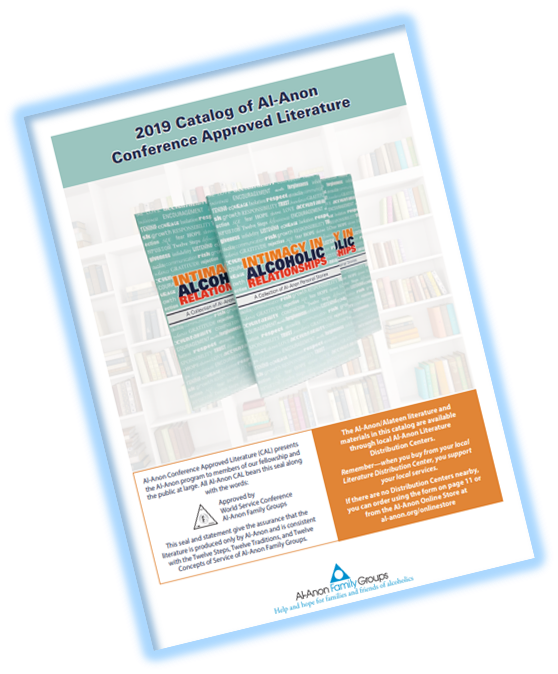 2019 Catalog of Al-Anon
Conference Approved Literature
INTIMACY IN
ALCOHOLIC
RELATIONSHIPS
A Collection of Al-Anon Personal Stories
Al-Anon Conference Approved Literature (CAL) presents
the Al-Anon program to members of our fellowship and
the public at large. All Al-Anon CAL bears this seal along
with the words:
Approved by
World Service Conference
Al-Anon Family Groups
This seal and statement give the assurance that the
literature is produced only by Al-Anon and is consistent
with the Twelve Steps, Twelve Traditions, and Twelve
Concepts of Service of Al-Anon Family Groups.
The Al-Anon/Alateen literature and
materials in this catalog are available
through local Al-Anon Literature
Distribution Centers.
Remember—when you buy from your local
Literature Distribution Center, you support
your local services.
If there are no Distribution Centers nearby,
you can order using the form on page 11 or
from the Al-Anon Online Store at
al-anon.org/onlinestore
Al-Anon Family Groups
Help and hope for families and friends of alcoholics